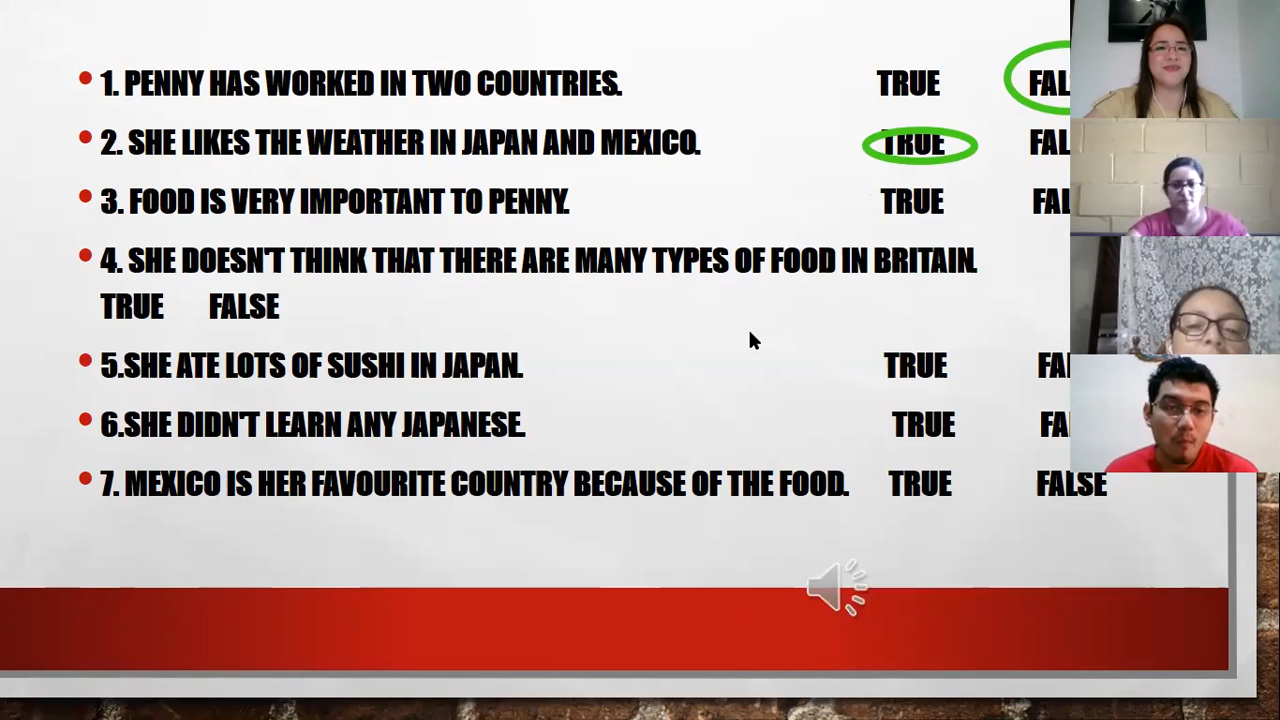 1. PENNY HAS WORKED IN TWO COUNTRIES. TRUE
2. SHE LIKES THE WEATHER IN JAPAN AND MEXICO. TRUE
3. FOOD IS VERY IMPORTANT TO PENNY. TRUE
4. SHE DOESN'T THINK THAT THERE ARE MANY TYPES OF FOOD IN BRITAIN.
TRUE FALSE
5.SHE ATE LOTS OF SUSHI IN JAPAN. TRUE
6.SHE DIDN'T LEARN ANY JAPANESE. TRUE
7. MEXICO IS HER FAVOURITE COUNTRY BECAUSE OF THE FOOD. TRUE FALSE